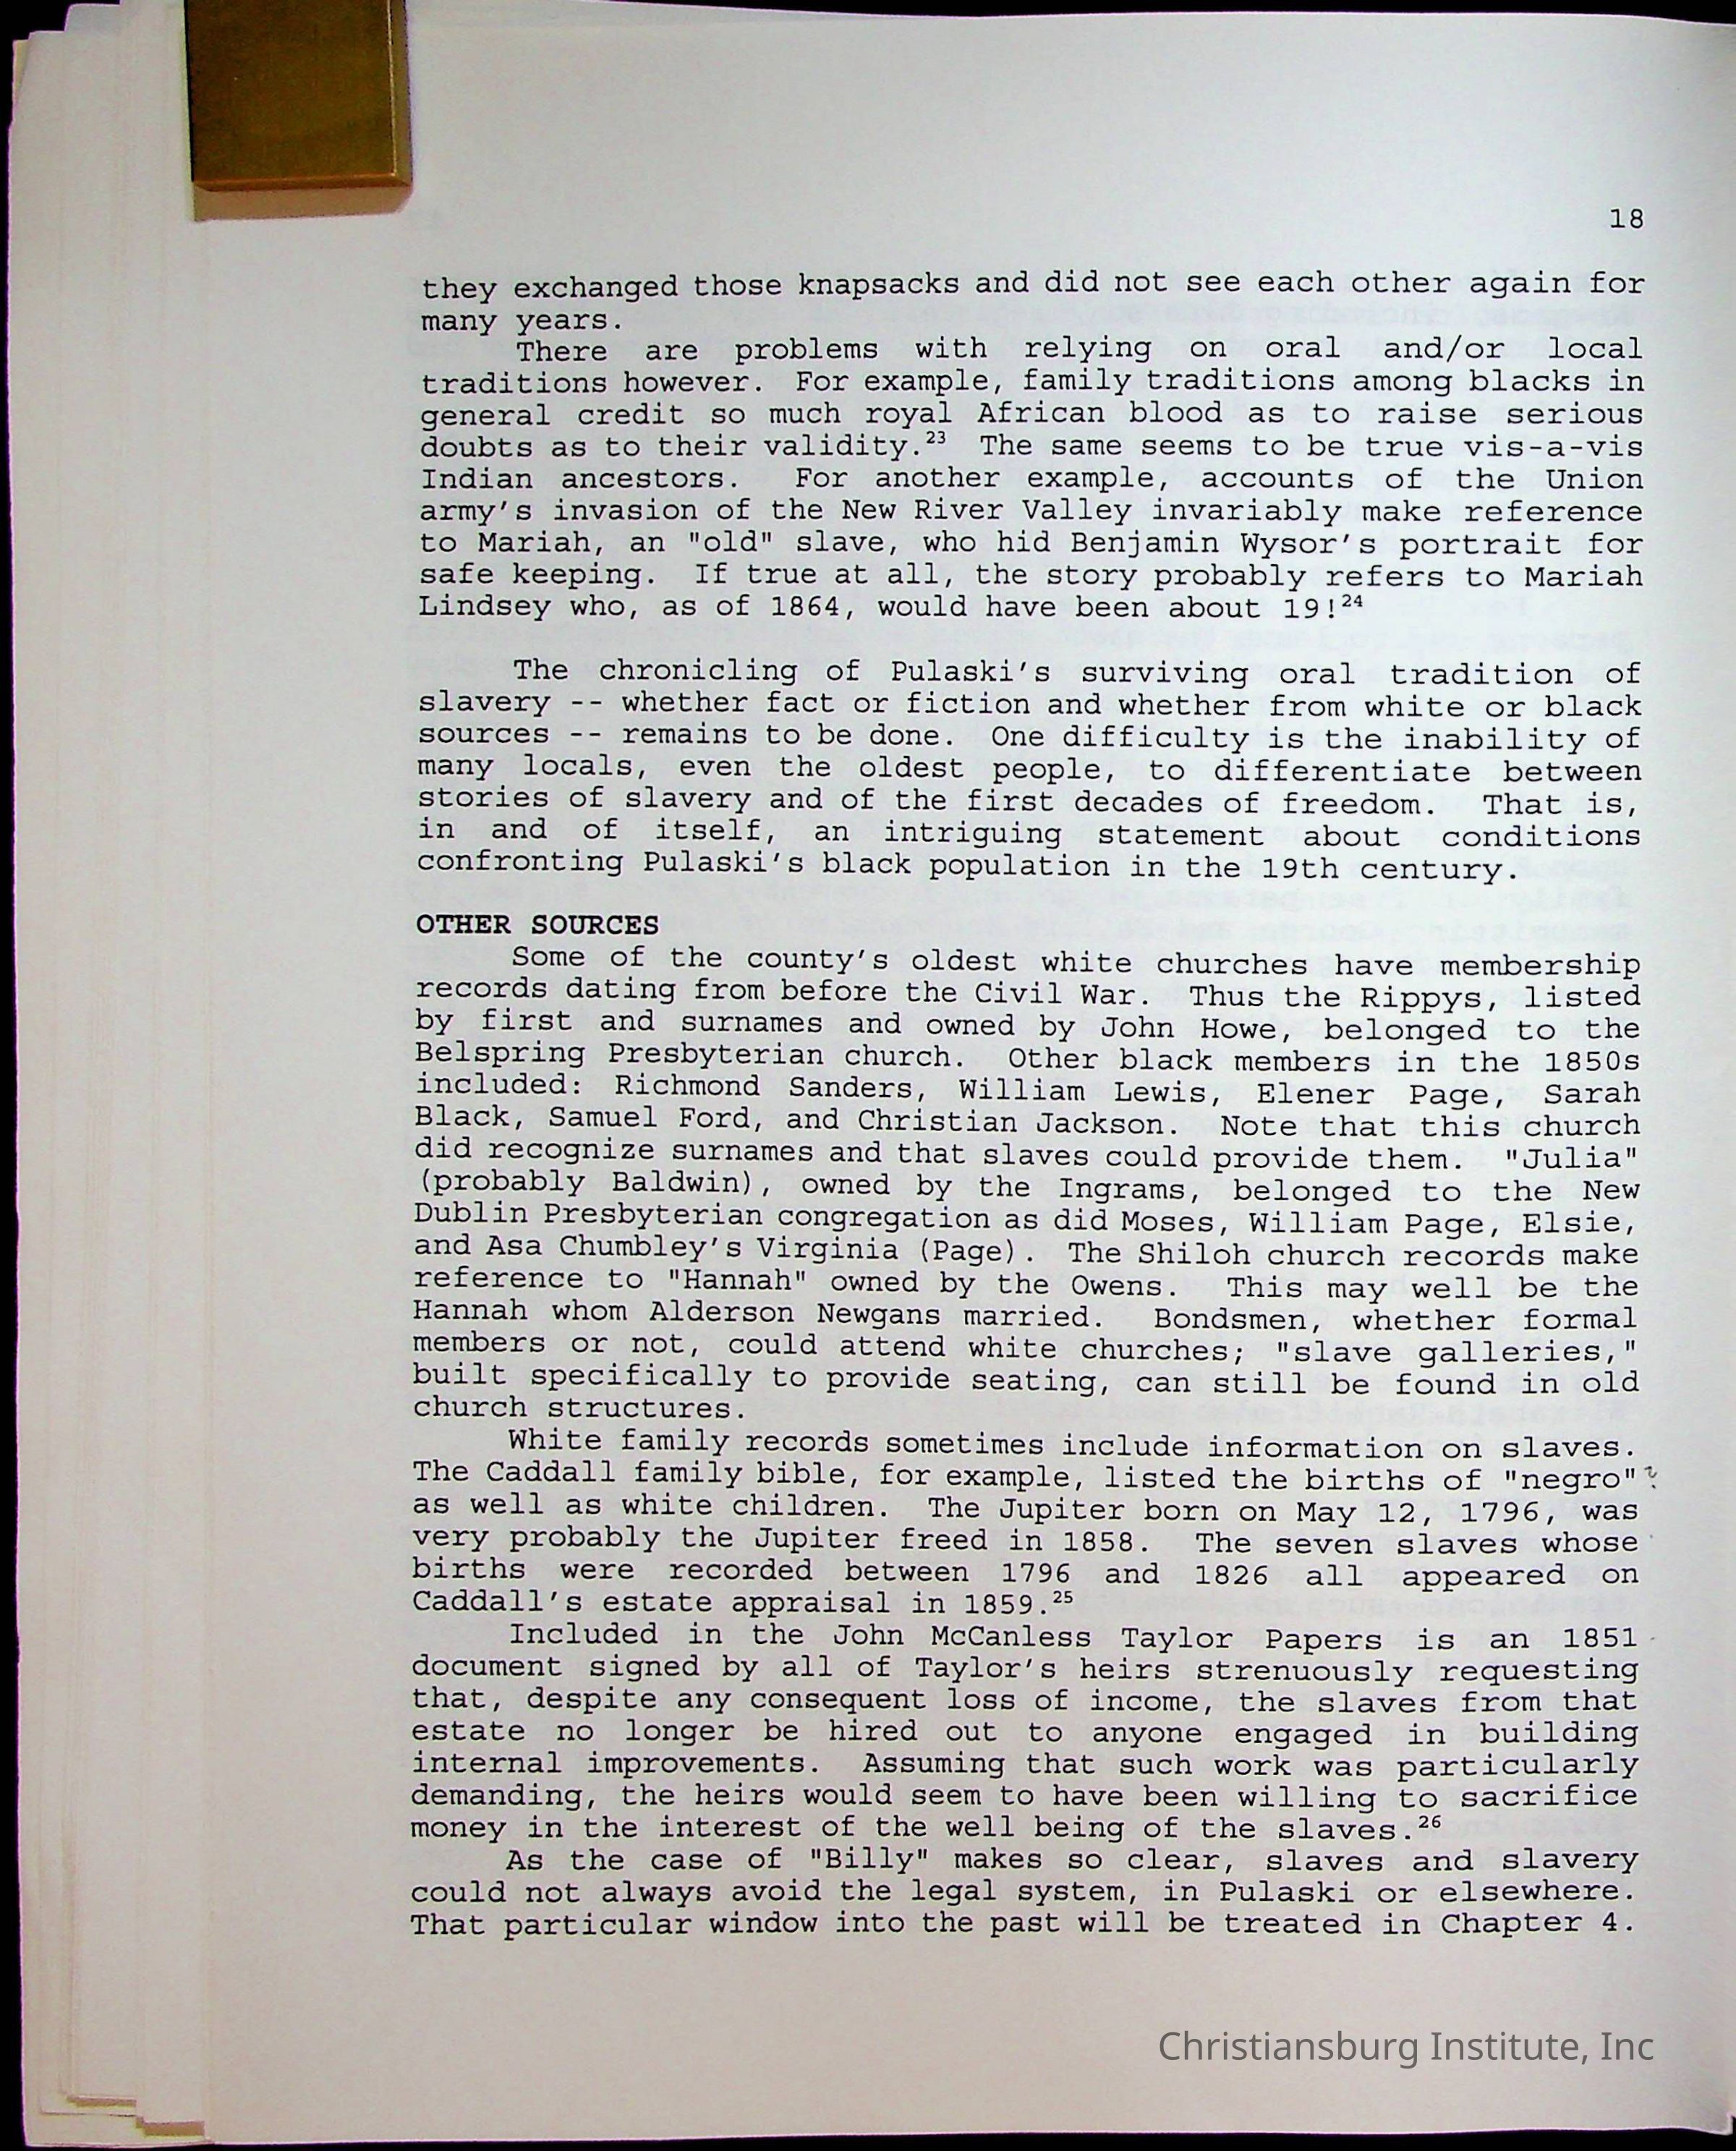 18
they exchanged those knapsacks and did not see each other again for
many years.
There are problems with relying on oral and/or local
traditions however. For example, family traditions among blacks in
general credit so much royal African blood as to raise serious
doubts as to their validity.²³ The same seems to be true vis-a-vis
Indian ancestors. For another example, accounts of the Union
army's invasion of the New River Valley invariably make reference
to Mariah, an "old" slave, who hid Benjamin Wysor's portrait for
safe keeping. If true at all, the story probably refers to Mariah
Lindsey who, as of 1864, would have been about 19!²⁴
The chronicling of Pulaski's surviving oral tradition of
slavery -- whether fact or fiction and whether from white or black
sources -- remains to be done. One difficulty is the inability of
many locals, even the oldest people, to differentiate between
stories of slavery and of the first decades of freedom. That is,
in and of itself, an intriguing statement about conditions
confronting Pulaski's black population in the 19th century.
OTHER SOURCES
Some of the county's oldest white churches have membership
records dating from before the Civil War. Thus the Rippys, listed
by first and surnames and owned by John Howe, belonged to the
Belspring Presbyterian church. Other black members in the 1850s
included: Richmond Sanders, William Lewis, Elener Page, Sarah
Black, Samuel Ford, and Christian Jackson. Note that this church
did recognize surnames and that slaves could provide them. "Julia"
(probably Baldwin), owned by the Ingrams, belonged to the New
Dublin Presbyterian congregation as did Moses, William Page, Elsie,
and Asa Chumbley's Virginia (Page). The Shiloh church records make
reference to "Hannah" owned by the Owens. This may well be the
Hannah whom Alderson Newgans married. Bondsmen, whether formal
members or not, could attend white churches; "slave galleries,"
built specifically to provide seating, can still be found in old
church structures.
White family records sometimes include information on slaves.
The Caddall family bible, for example, listed the births of "negro"
as well as white children. The Jupiter born on May 12, 1796, was
very probably the Jupiter freed in 1858. The seven slaves whose
births were recorded between 1796 and 1826 all appeared on
Caddall's estate appraisal in 1859.²⁵
Included in the John McCanless Taylor Papers is an 1851
document signed by all of Taylor's heirs strenuously requesting
that, despite any consequent loss of income, the slaves from that
estate no longer be hired out to anyone engaged in building
internal improvements. Assuming that such work was particularly
demanding, the heirs would seem to have been willing to sacrifice
money in the interest of the well being of the slaves.²⁶
As the case of "Billy" makes so clear, slaves and slavery
could not always avoid the legal system, in Pulaski or elsewhere.
That particular window into the past will be treated in Chapter 4.
Christiansburg Institute, Inc